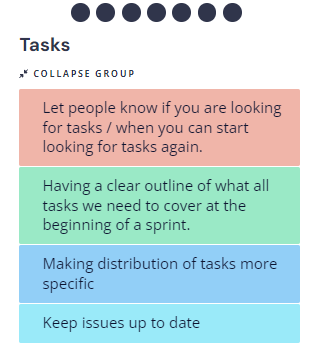 Tasks
COLLAPSE GROUP
Let people know if you are looking
for tasks / when you can start
looking for tasks again.
Having a clear outline of what all
tasks we need to cover at the
beginning of a sprint.
Making distribution of tasks more
specific
Keep issues up to date